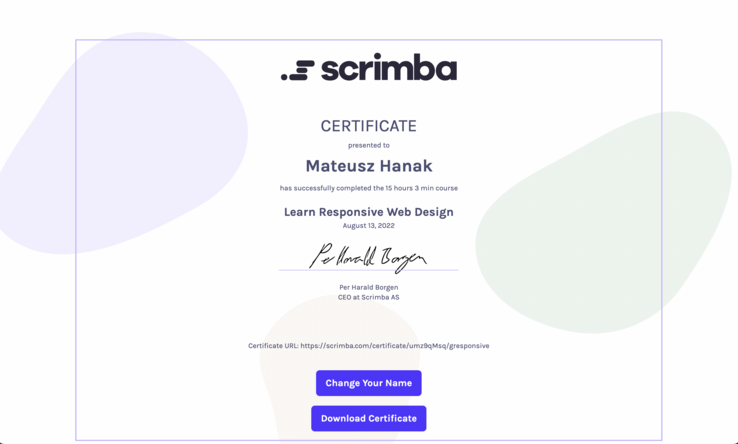 scrimba
CERTIFICATE
presented to
Mateusz Hanak
has successfully completed the 15 hours 3 min course
Learn Responsive Web Design
August 13, 2022
Per Harald Borgen
Per Harald Borgen
CEO at Scrimba AS
Certificate URL: https://scrimba.com/certificate/umz9qMsq/gresponsive
Change Your Name
Download Certificate